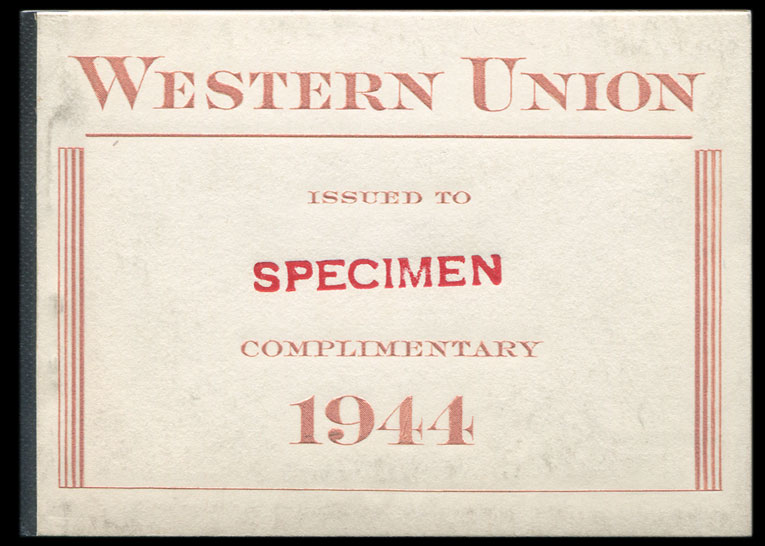 WESTERN UNION
ISSUED TO
SPECIMEN
COMPLIMENTARY
1944